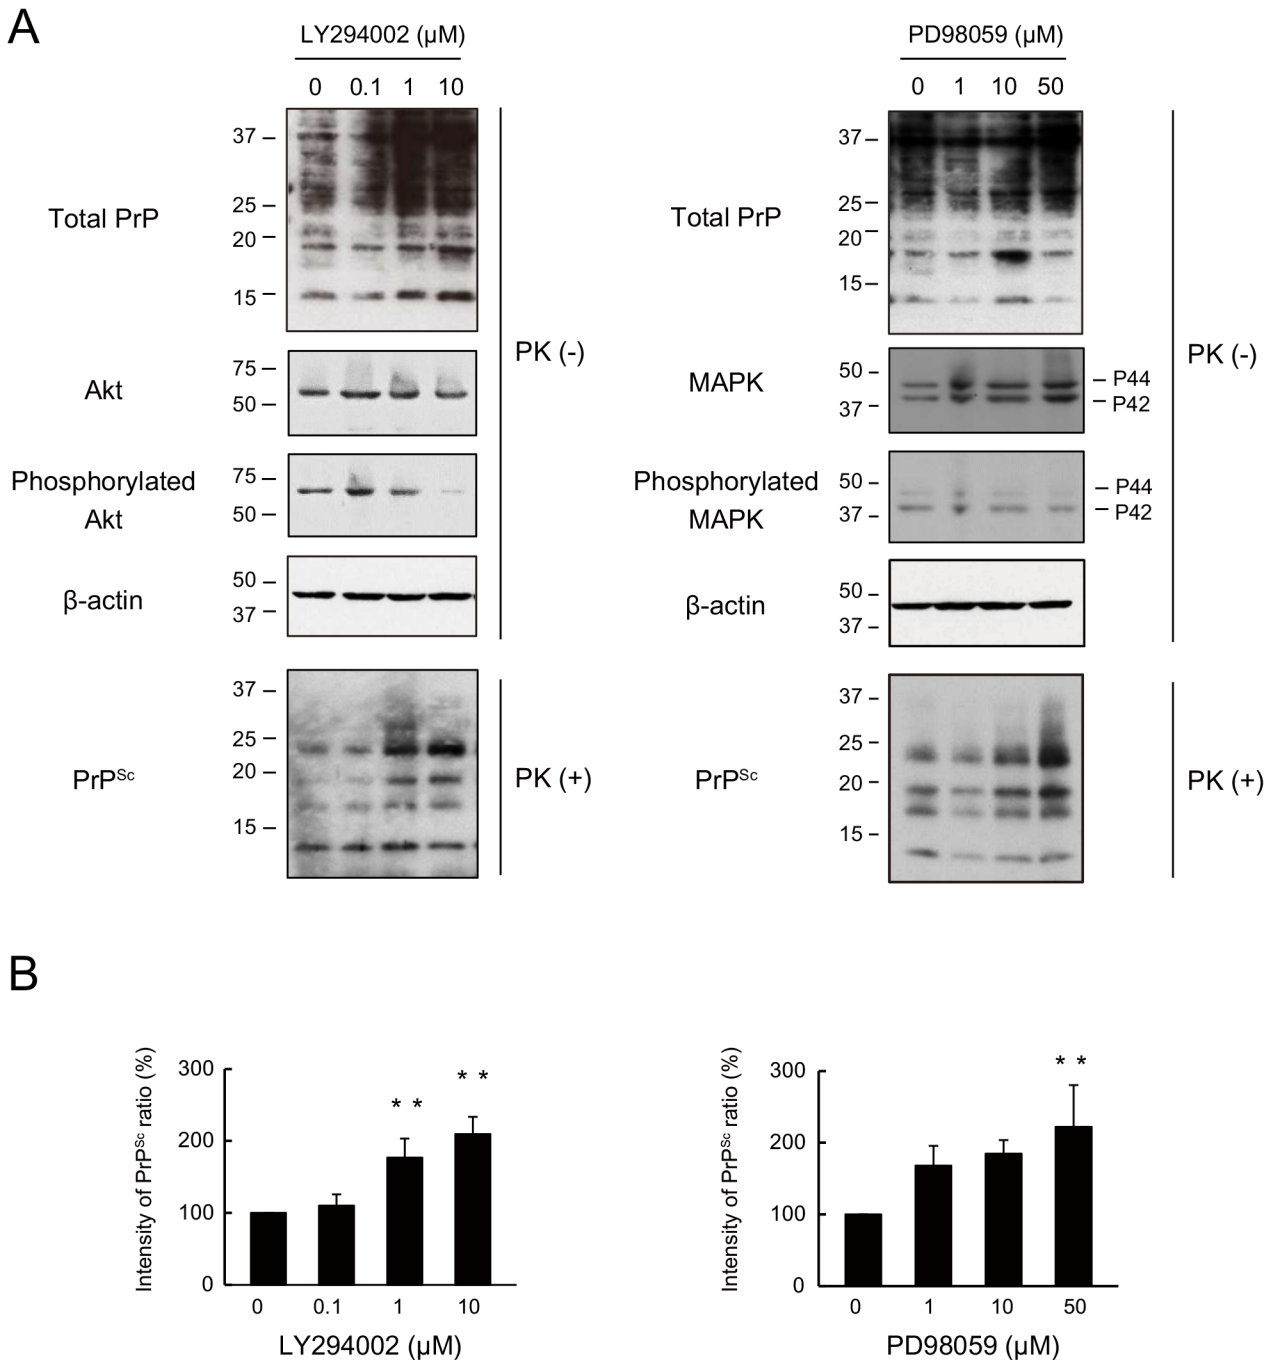 A
LY294002 (μM)
0 0.1 1 10
37
25
20
15
Total PrP
75
50
Akt
75
50
Phosphorylated
Akt
50
37
β-actin
PK (-)
37
25
20
15
PrPSc
PK (+)
PD98059 (μM)
0 1 10 50
37
25
20
15
Total PrP
50
37
MAPK
P44
P42
50
37
Phosphorylated
MAPK
P44
P42
50
37
β-actin
PK (-)
37
25
20
15
PrPSc
PK (+)
B
Intensity of PrPSc ratio (%)
300
200
100
0
* *
* *
0 0.1 1 10
LY294002 (μM)
Intensity of PrPSc ratio (%)
300
200
100
0
* *
0 1 10 50
PD98059 (μM)